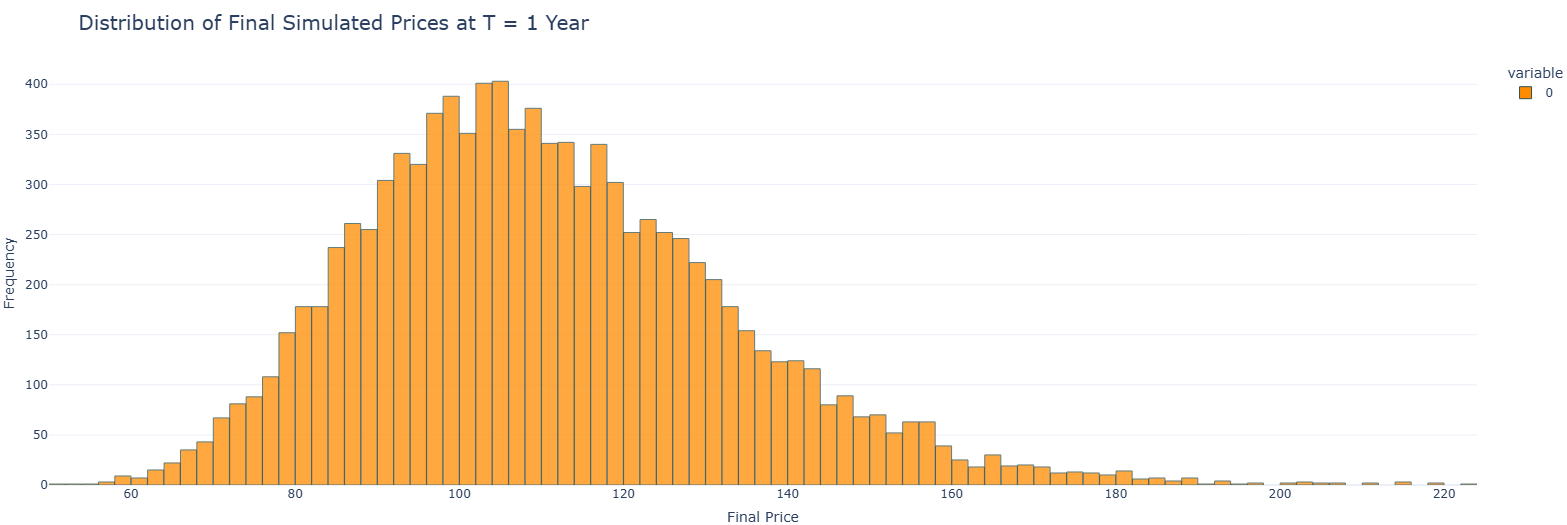 Distribution of Final Simulated Prices at T = 1 Year
variable
0
Frequency
400
350
300
250
200
150
100
50
0
60 80 100 120 140 160 180 200 220
Final Price